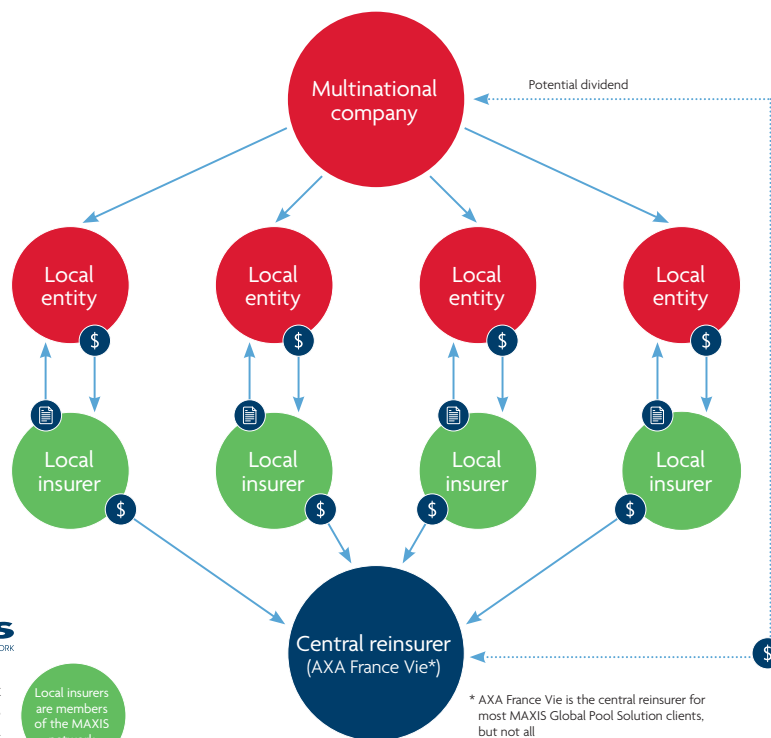 Multinational
company
Potential dividend
Local
entity
Local
entity
Local
entity
Local
entity
$
$
$
$
Local
insurer
Local
insurer
Local
insurer
Local
insurer
$
$
$
$
Central reinsurer
(AXA France Vie*)
$
Local insurers
are members
of the MAXIS
* AXA France Vie is the central reinsurer for
most MAXIS Global Pool Solution clients,
but not all